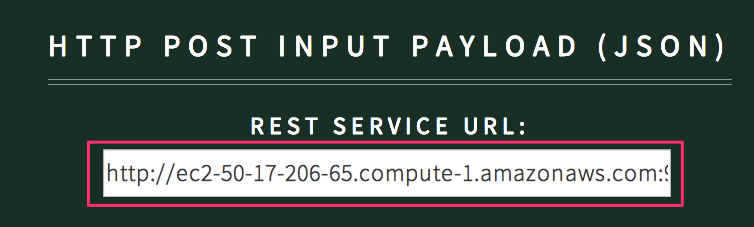 HTTP POST INPUT PAYLOAD (JSON)
REST SERVICE URL:
http://ec2-50-17-206-65.compute-1.amazonaws.com: